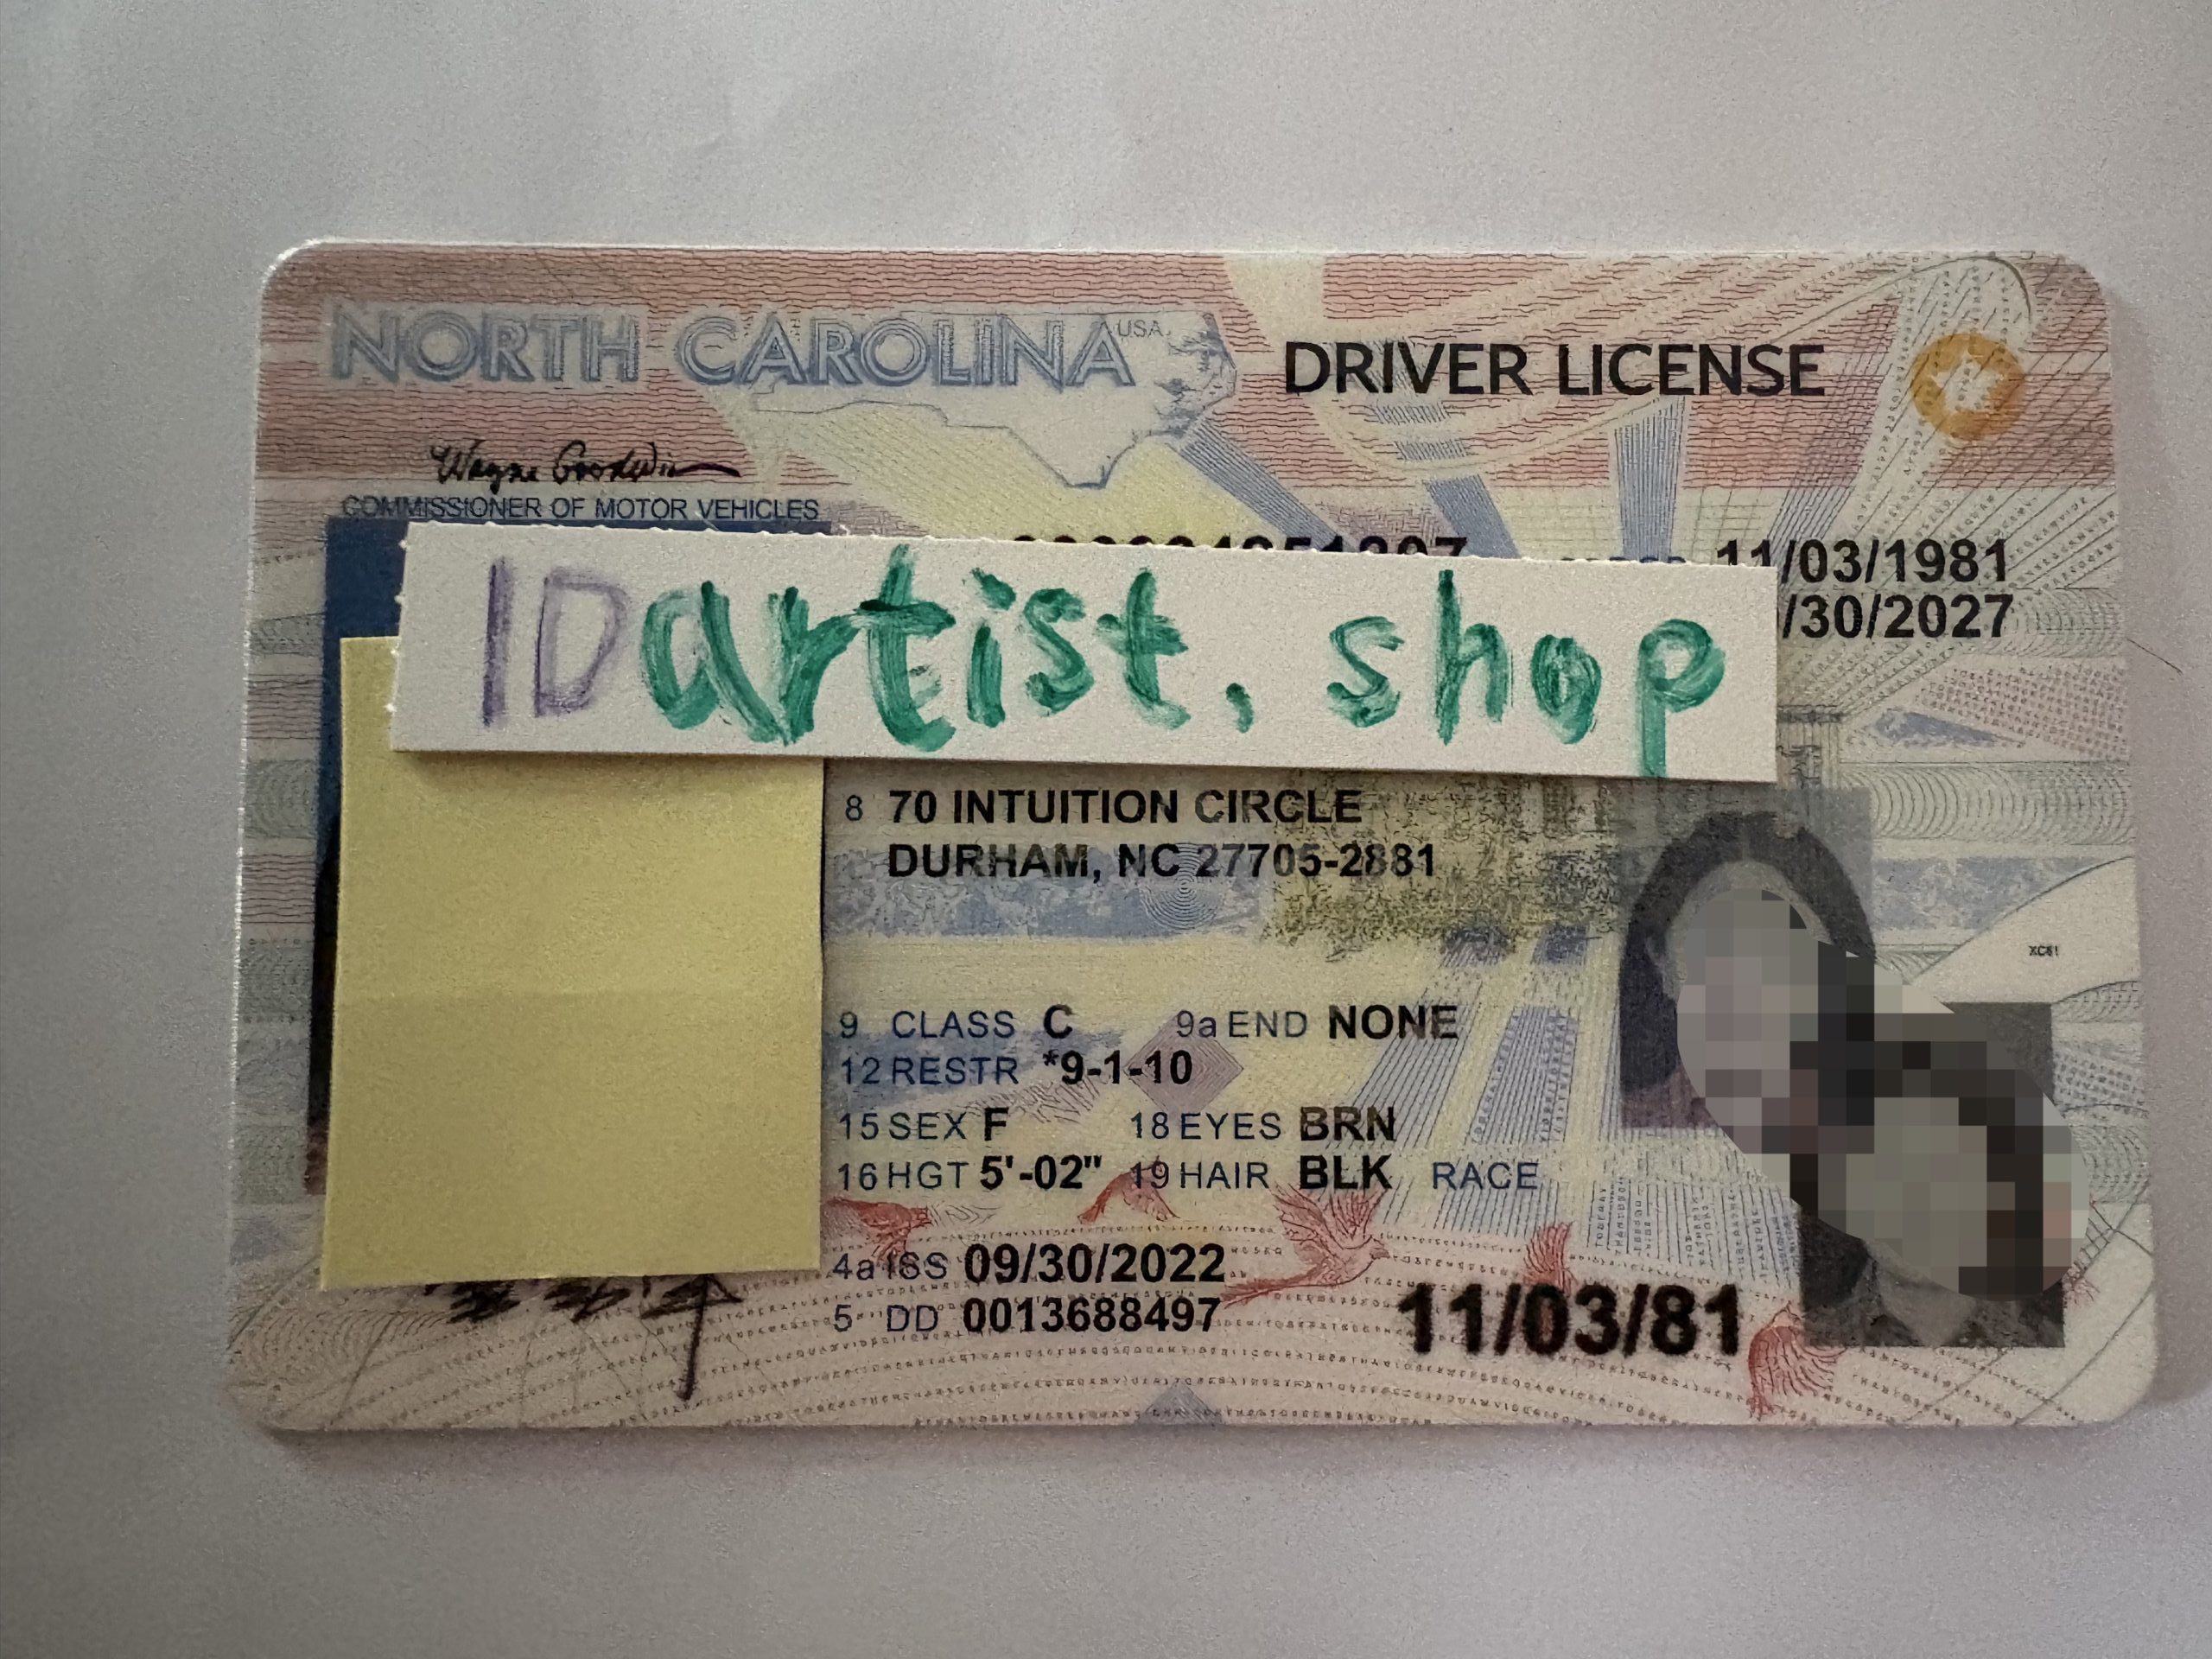 NORTH CAROLINA USA
DRIVER LICENSE
Wayne Goodwin
COMMISSIONER OF MOTOR VEHICLES
11/03/1981
/30/2027
IDartist.shop
8 70 INTUITION CIRCLE
DURHAM, NC 27705-2881
XC61
9 CLASS C 9a END NONE
12 RESTR *9-1-10
15 SEX F 18 EYES BRN
16 HGT 5'-02" 19 HAIR BLK RACE
4a ISS 09/30/2022
5 DD 0013688497
11/03/81